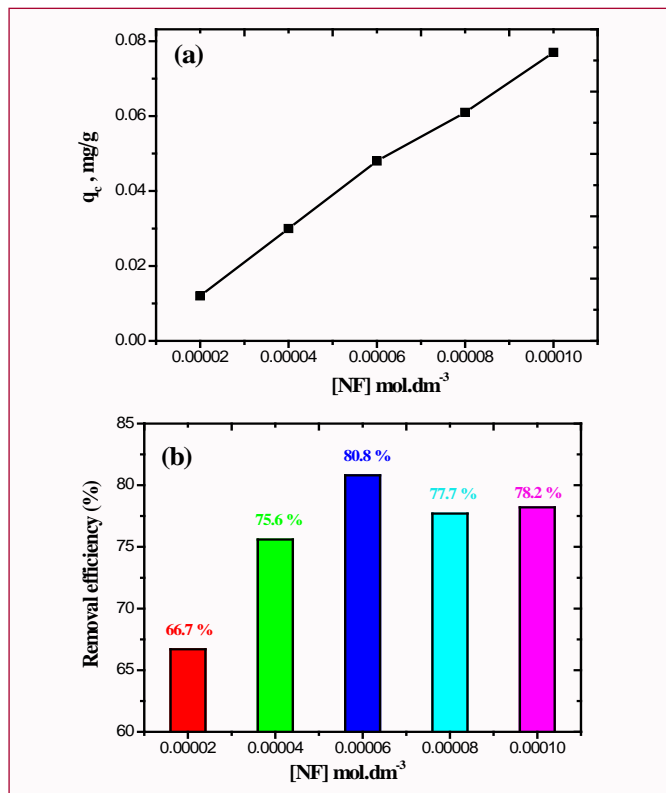 (a)
q_c , mg/g
0.08
0.06
0.04
0.02
0.00
0.00002 0.00004 0.00006 0.00008 0.00010
[NF] mol.dm⁻³
(b)
Removal efficiency (%)
85
80
75
70
65
60
66.7 %
75.6 %
80.8 %
77.7 %
78.2 %
0.00002 0.00004 0.00006 0.00008 0.00010
[NF] mol.dm⁻³